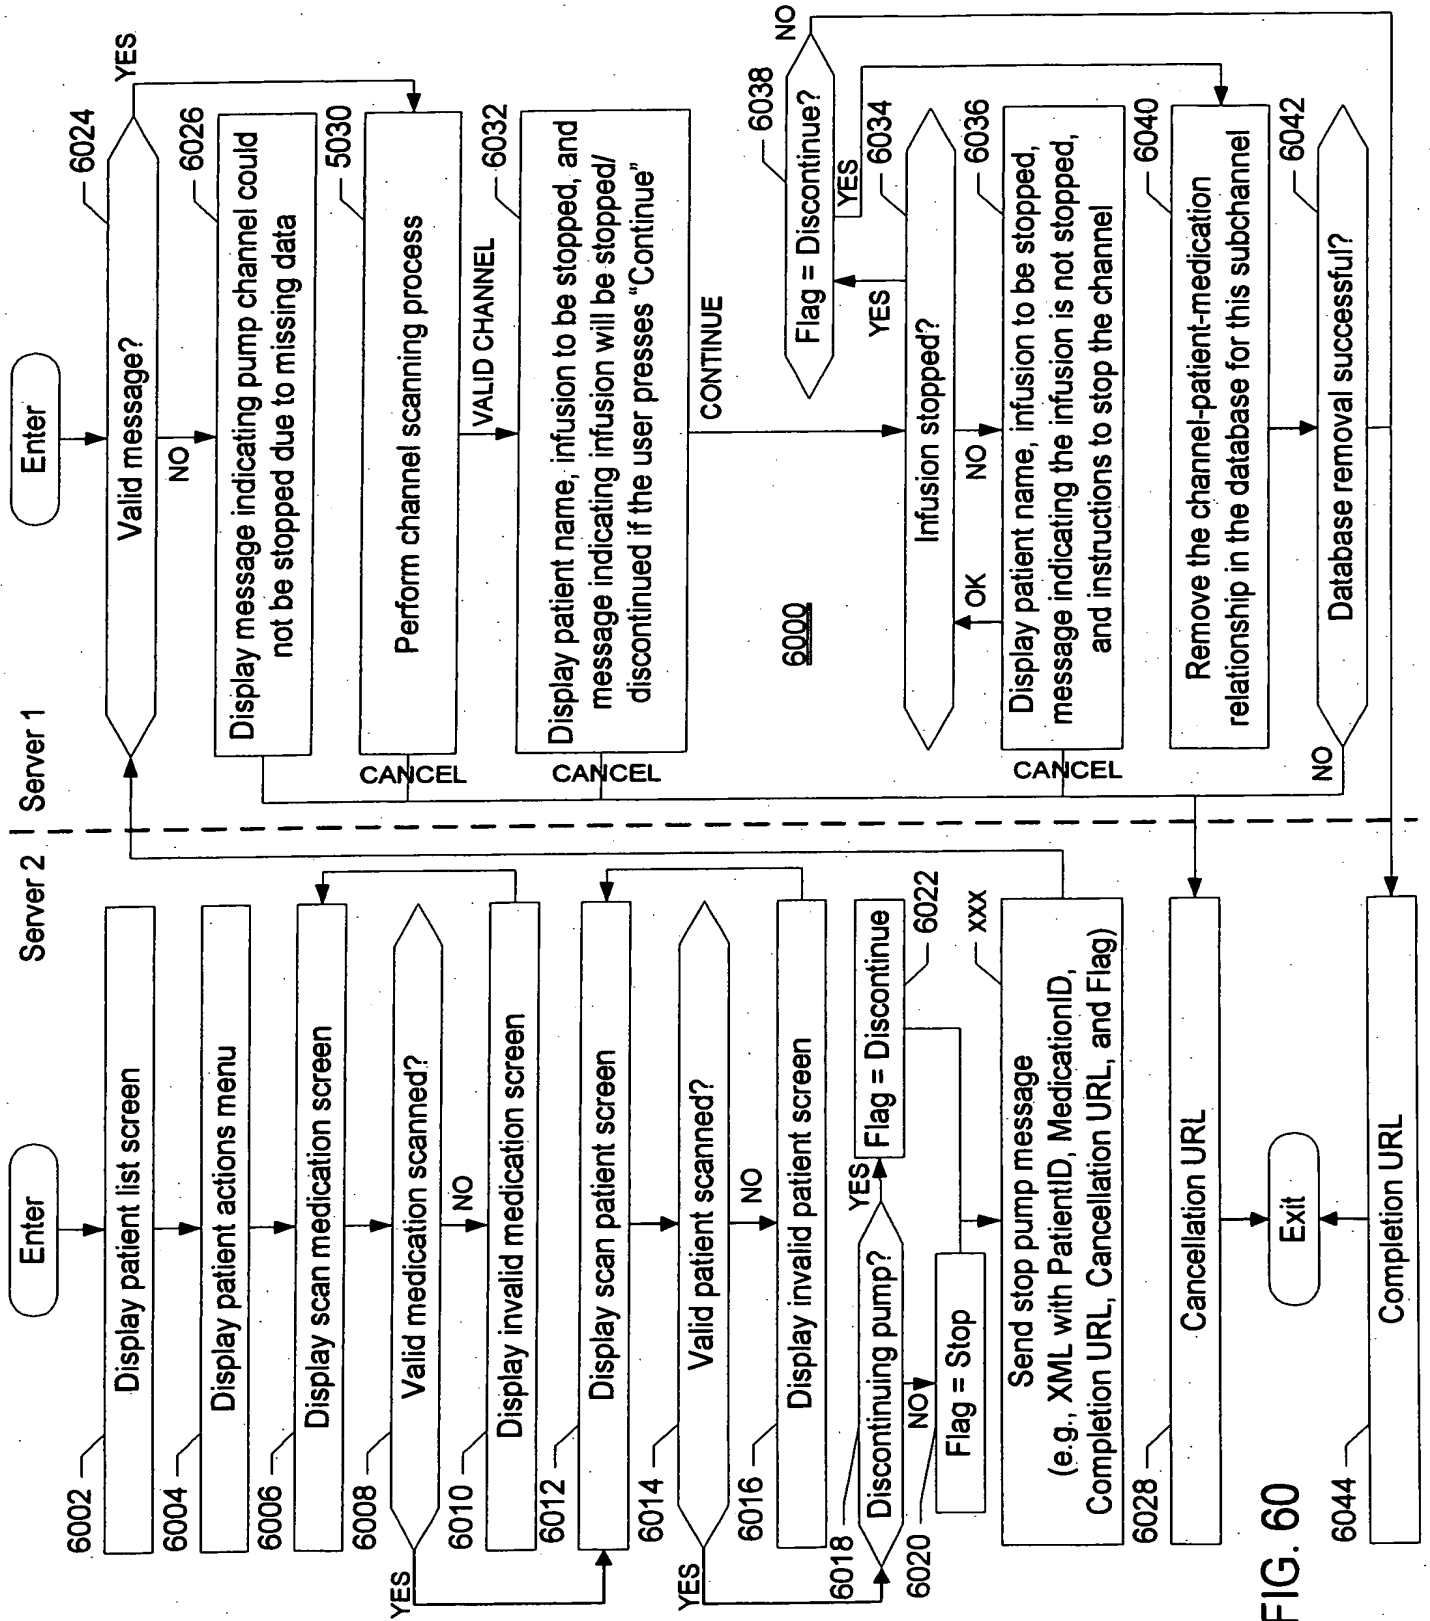 Server 2
Server 1
Enter
6002
Display patient list screen
6004
Display patient actions menu
6006
Display scan medication screen
6008
Valid medication scanned?
YES
NO
6010
Display invalid medication screen
6012
Display scan patient screen
6014
Valid patient scanned?
YES
NO
6016
Display invalid patient screen
6018
Discontinuing pump?
YES
Flag = Discontinue
6022
NO
6020
Flag = Stop
XXX
Send stop pump message
(e.g., XML with PatientID, MedicationID,
Completion URL, Cancellation URL, and Flag)
6028
Cancellation URL
Exit
6044
Completion URL
Enter
6024
Valid message?
YES
NO
6026
Display message indicating pump channel could
not be stopped due to missing data
5030
Perform channel scanning process
CANCEL
VALID CHANNEL
6032
Display patient name, infusion to be stopped, and
message indicating infusion will be stopped/
discontinued if the user presses "Continue"
CANCEL
CONTINUE
6000
6038
Flag = Discontinue?
NO
YES
YES
6034
Infusion stopped?
OK
NO
6036
Display patient name, infusion to be stopped,
message indicating the infusion is not stopped,
and instructions to stop the channel
CANCEL
6040
Remove the channel-patient-medication
relationship in the database for this subchannel
6042
Database removal successful?
NO
FIG. 60